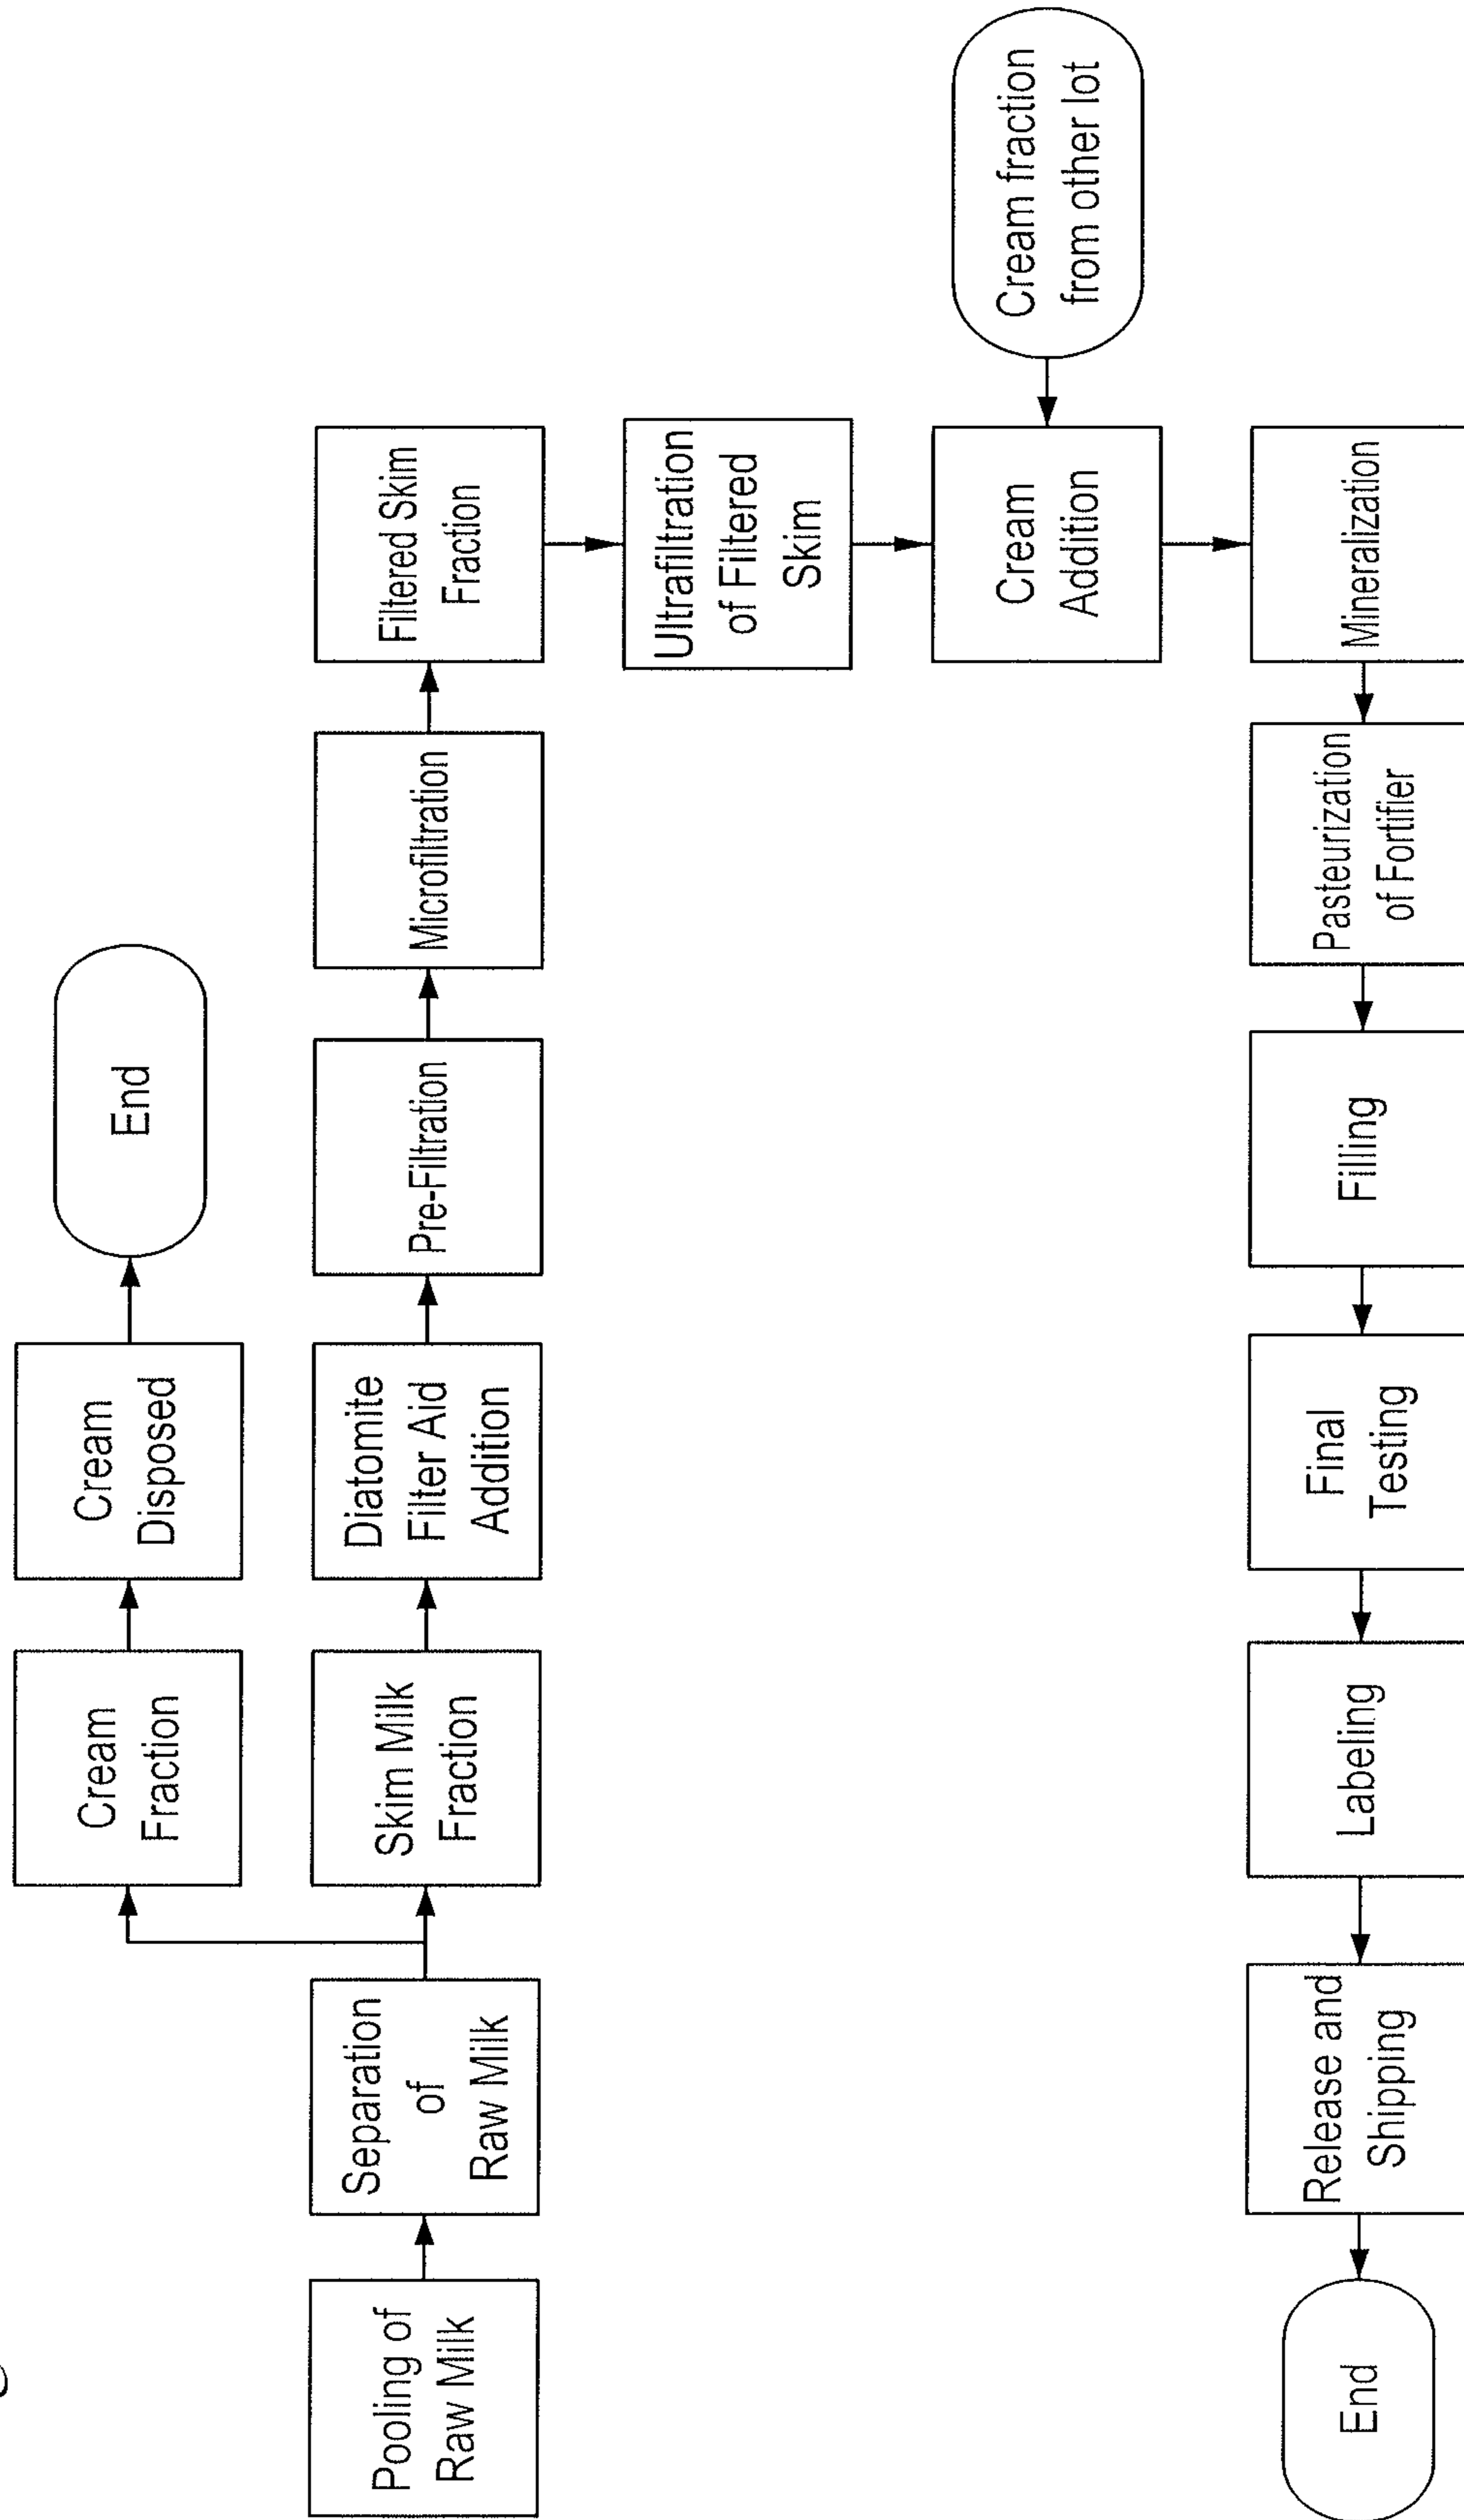 Cream
Fraction
Cream
Disposed
End
Pooling of
Raw Milk
Separation
of
Raw Milk
Skim Milk
Fraction
Diatomite
Filter Aid
Addition
Pre-Filtration
Microfiltration
Filtered Skim
Fraction
Ultrafiltration
of Filtered
Skim
Cream
Addition
Cream fraction
from other lot
Mineralization
Pasteurization
of Fortifier
Filling
Final
Testing
Labeling
Release and
Shipping
End